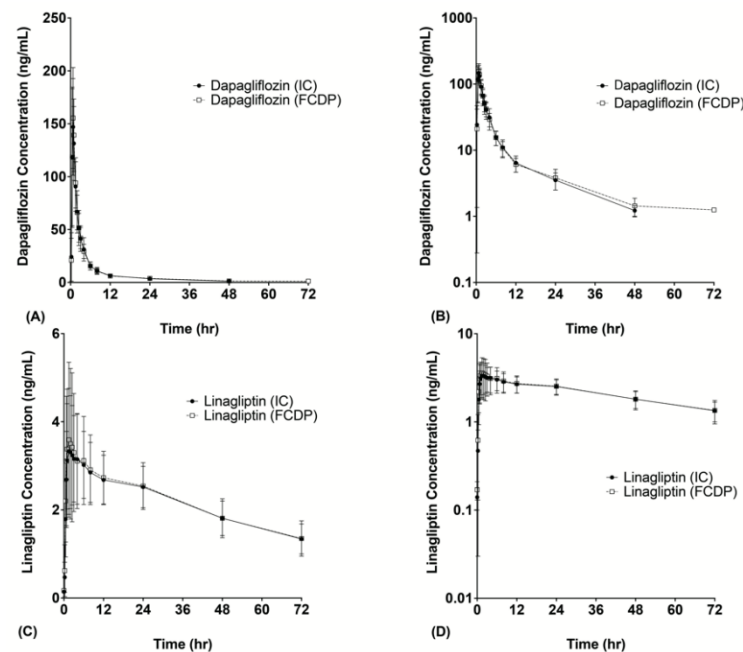 Dapagliflozin Concentration (ng/mL)
250
200
150
100
50
0
Dapagliflozin (IC)
Dapagliflozin (FCDP)
0 12 24 36 48 60 72
(A)
Time (hr)
Dapagliflozin Concentration (ng/mL)
1000
100
10
1
0.1
Dapagliflozin (IC)
Dapagliflozin (FCDP)
0 12 24 36 48 60 72
(B)
Time (hr)
Linagliptin Concentration (ng/mL)
6
4
2
0
Linagliptin (IC)
Linagliptin (FCDP)
0 12 24 36 48 60 72
(C)
Time (hr)
Linagliptin Concentration (ng/mL)
10
1
0.1
0.01
Linagliptin (IC)
Linagliptin (FCDP)
0 12 24 36 48 60 72
(D)
Time (hr)